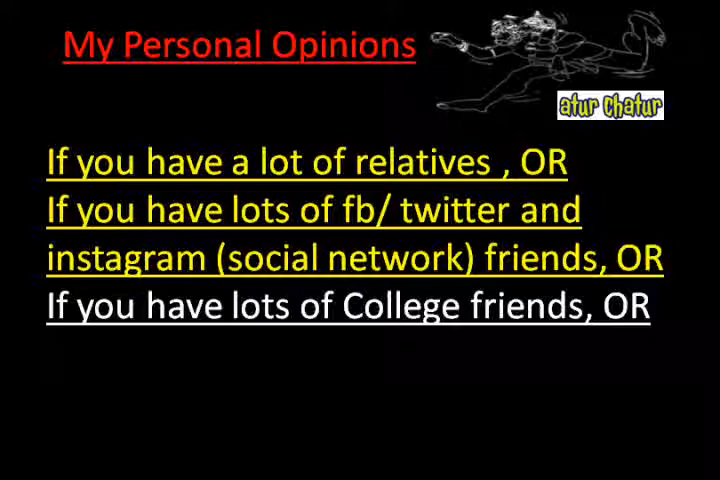 My Personal Opinions
atur chatur
If you have a lot of relatives , OR
If you have lots of fb/ twitter and
instagram (social network) friends, OR
If you have lots of College friends, OR